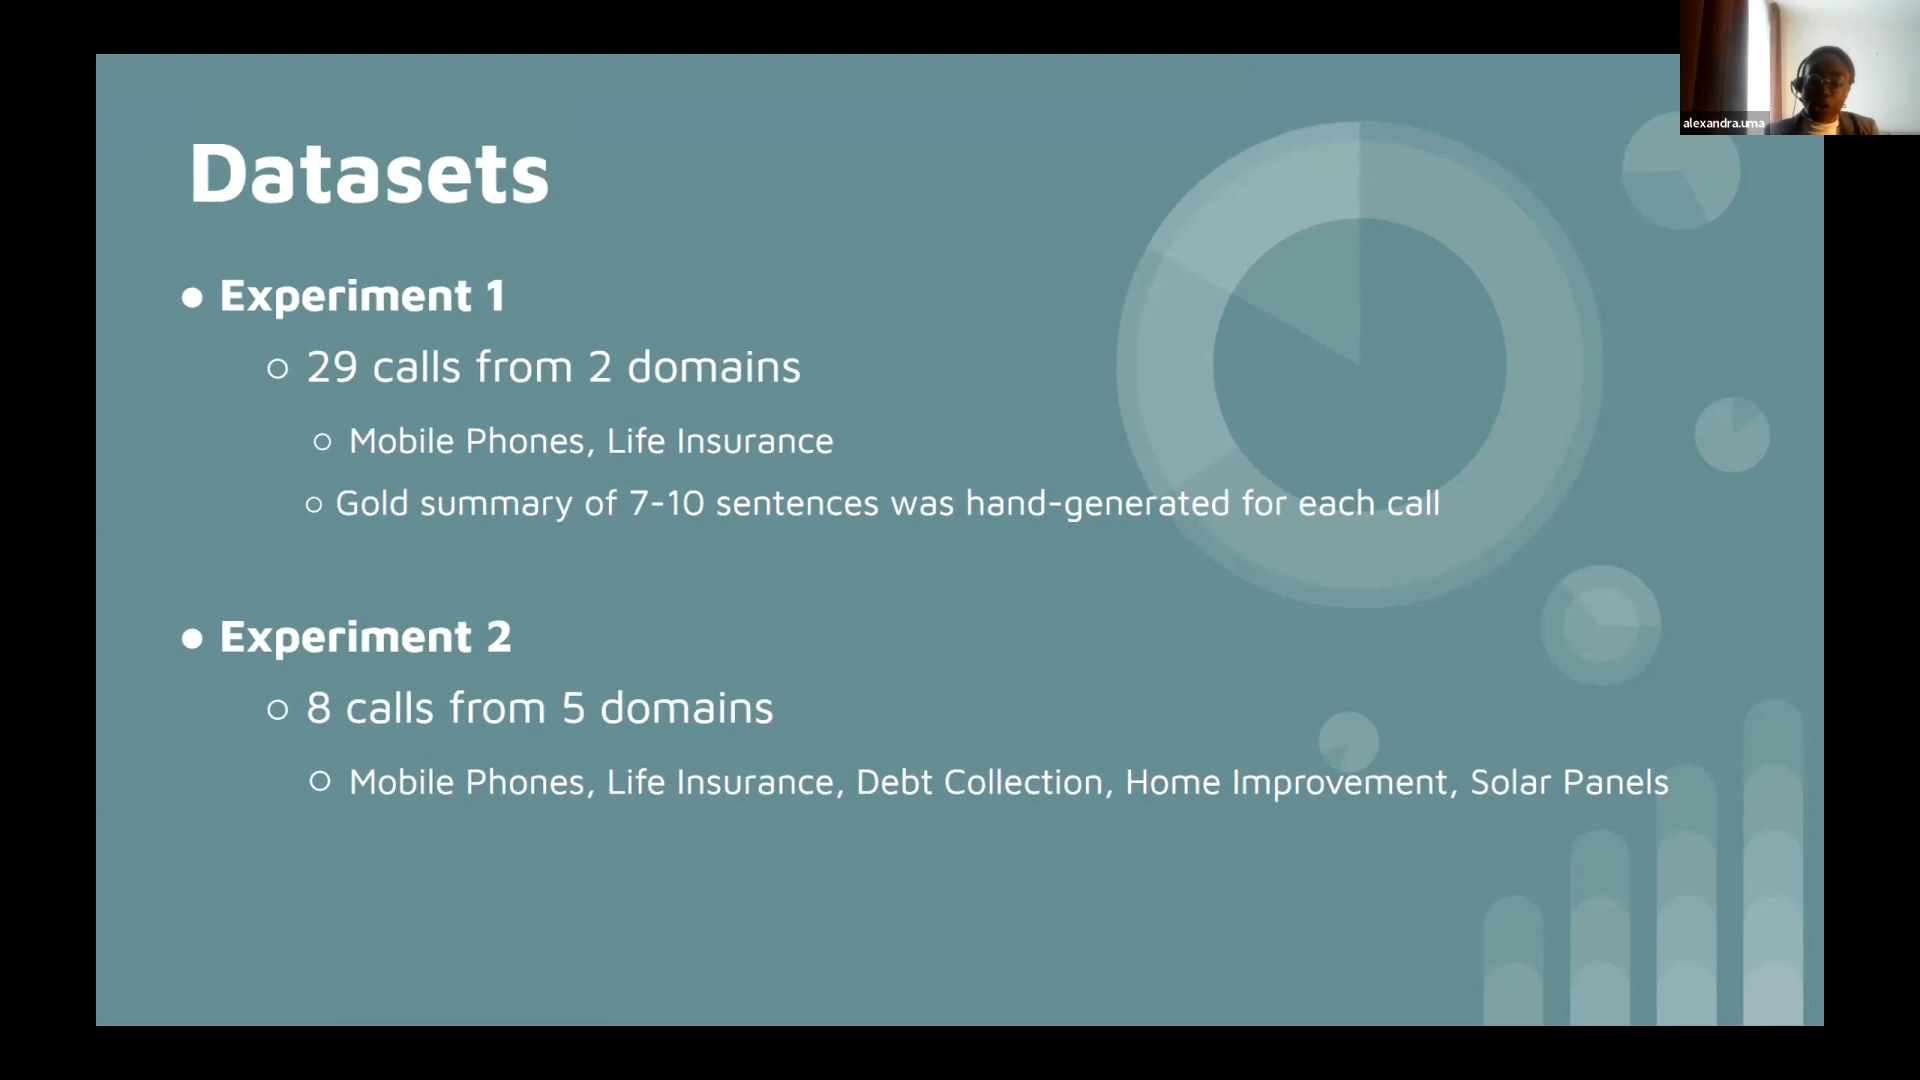 alexandra.uma
Datasets
● Experiment 1
○ 29 calls from 2 domains
○ Mobile Phones, Life Insurance
○ Gold summary of 7-10 sentences was hand-generated for each call
● Experiment 2
○ 8 calls from 5 domains
○ Mobile Phones, Life Insurance, Debt Collection, Home Improvement, Solar Panels